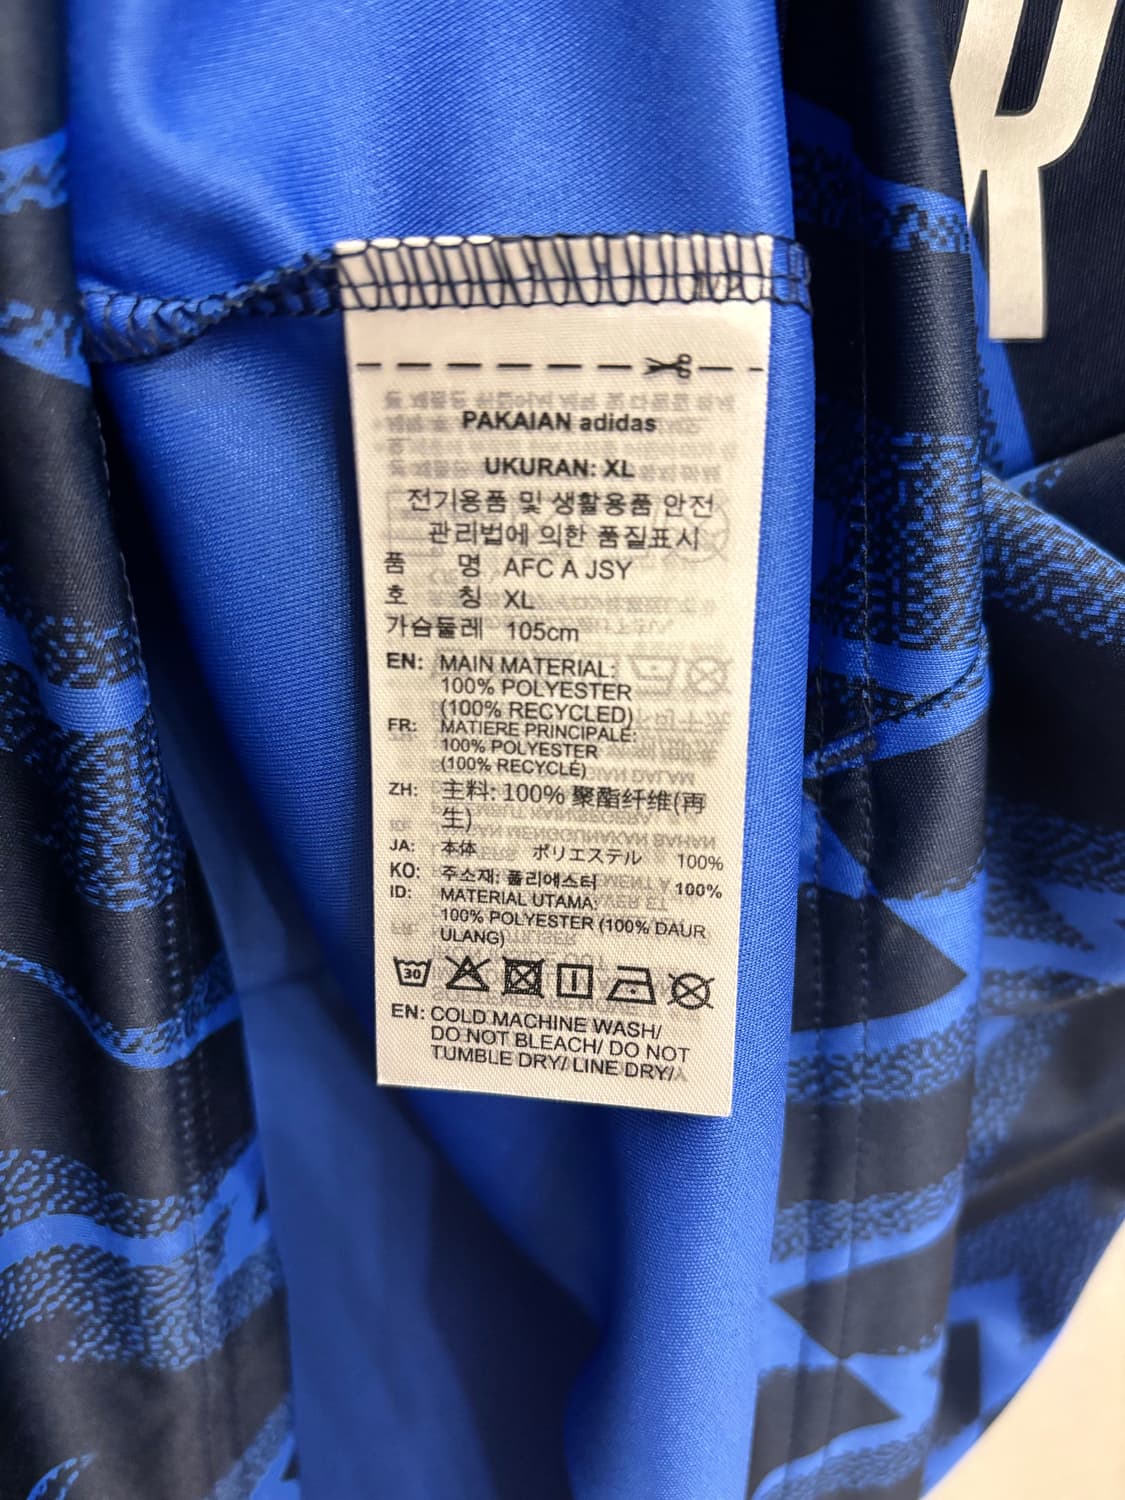 PAKAIAN adidas
UKURAN: XL
전기용품 및 생활용품 안전
관리법에 의한 품질표시
품 명 AFC A JSY
호 칭 XL
가슴둘레 105cm
EN: MAIN MATERIAL:
100% POLYESTER
(100% RECYCLED)
FR: MATIERE PRINCIPALE:
100% POLYESTER
(100% RECYCLÉ)
ZH: 主料: 100% 聚酯纤维(再
生)
JA: 本体 ポリエステル 100%
KO: 주소재: 폴리에스터 100%
ID: MATERIAL UTAMA:
100% POLYESTER (100% DAUR
ULANG)
30
EN: COLD MACHINE WASH/
DO NOT BLEACH/ DO NOT
TUMBLE DRY/ LINE DRY/